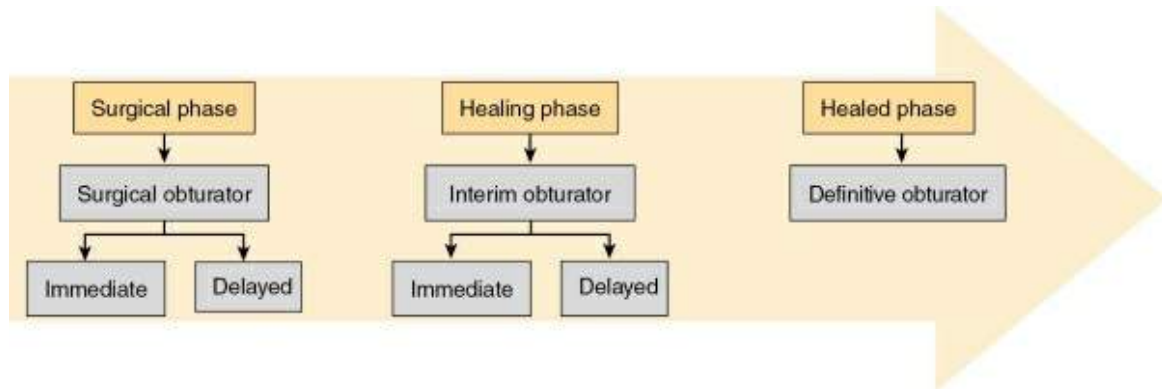 Surgical phase
Healing phase
Healed phase
Surgical obturator
Interim obturator
Definitive obturator
Immediate
Delayed
Immediate
Delayed